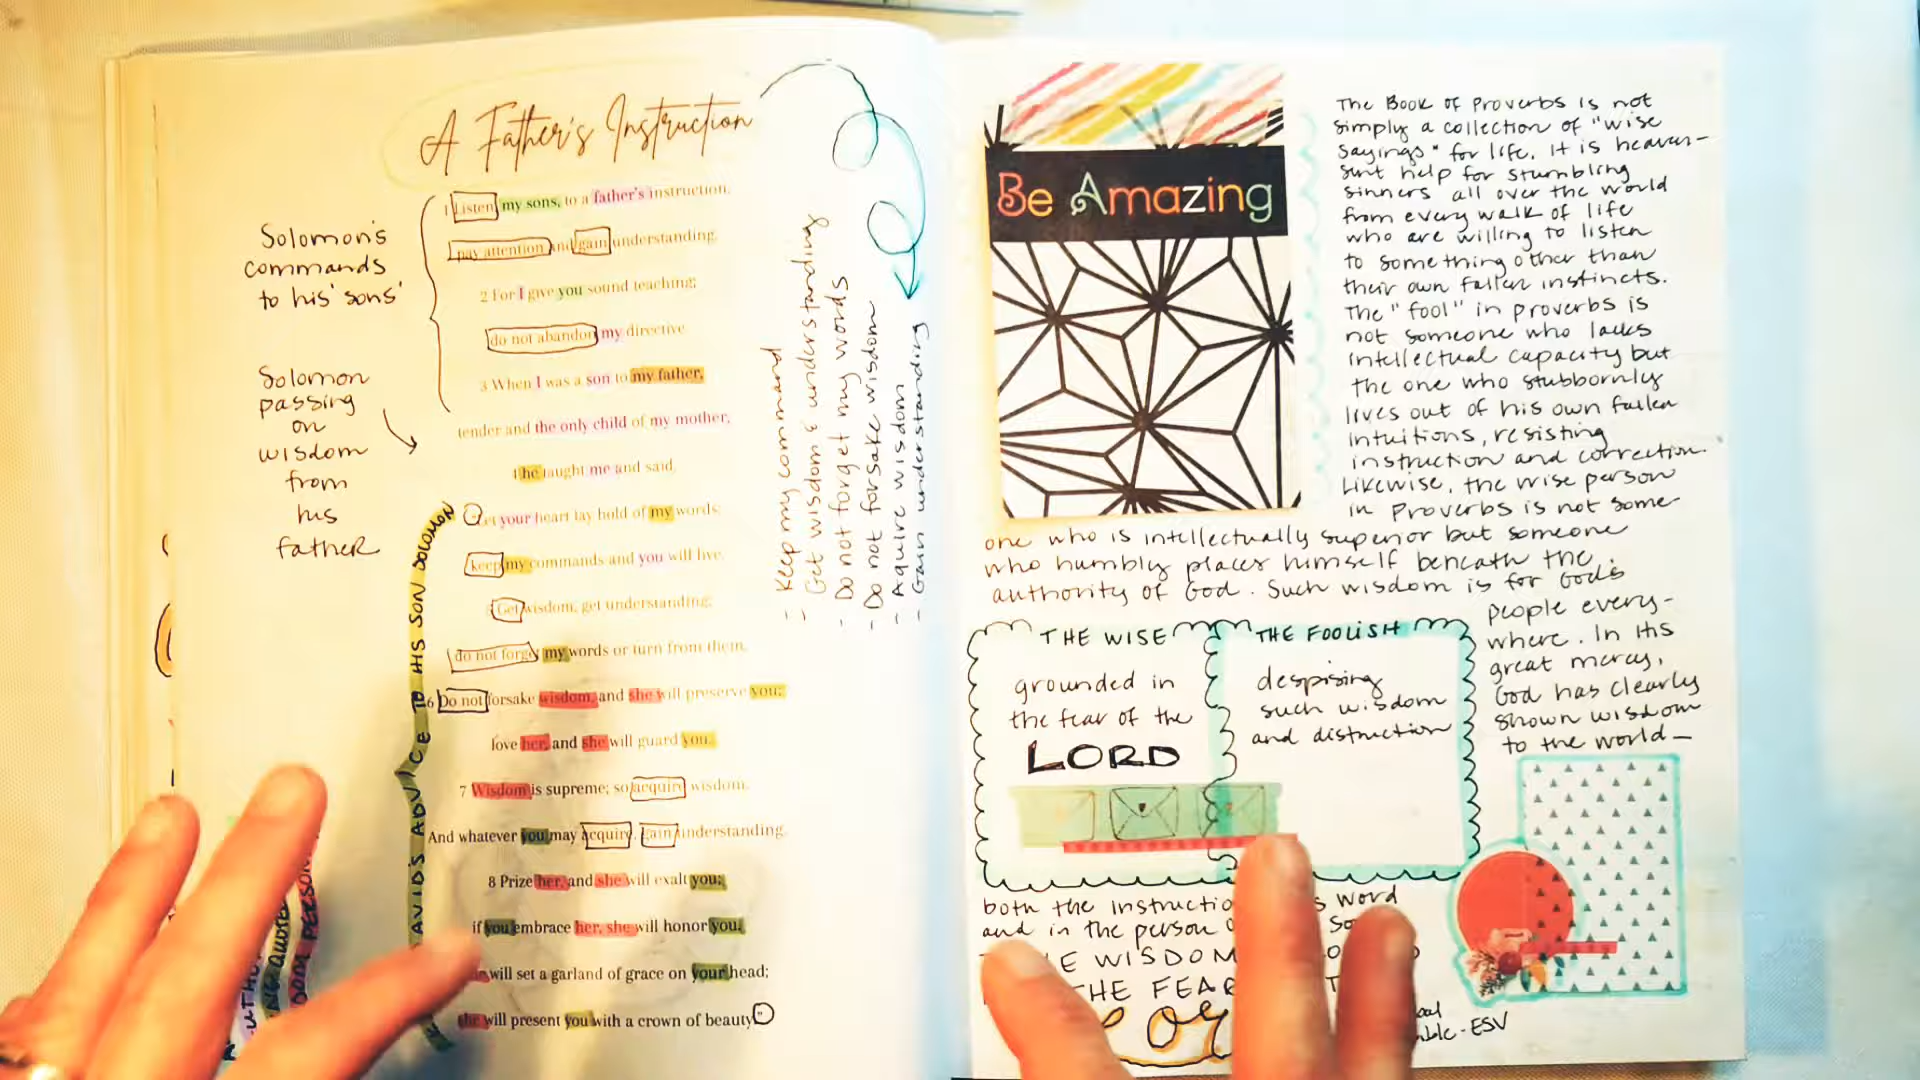 A Father's Instruction
Solomon's
commands
to his 'sons'
Solomon
passing
on
wisdom
from
his
father
1 Listen, my sons, to a father's instruction,
pay attention and gain understanding,
2 For I give you sound teaching;
do not abandon my directive
3 When I was a son to my father,
tender and the only child of my mother,
he taught me and said,
your heart lay hold of my words;
keep my commands and you will live.
Get wisdom, get understanding;
do not forget my words or turn from them.
6 Do not forsake wisdom, and she will preserve you;
love her, and she will guard you.
7 Wisdom is supreme; so acquire wisdom.
And whatever you may acquire, gain understanding.
8 Prize her, and she will exalt you;
if you embrace her, she will honor you.
will set a garland of grace on your head;
she will present you with a crown of beauty."
AVID'S ADVICE TO HIS SON SOLOMON
- Keep my command
- Get wisdom & understanding
- Do not forget my words
- Do not forsake wisdom
- Aquire wisdom
- Gain understanding
Be Amazing
The Book of Proverbs is not
simply a collection of "wise
sayings" for life. It is heaven-
sent help for stumbling
sinners all over the world
from every walk of life
who are willing to listen
to something other than
their own fallen instincts.
The "fool" in proverbs is
not someone who lacks
intellectual capacity but
the one who stubbornly
lives out of his own fallen
intuitions, resisting
instruction and correction.
Likewise, the wise person
in Proverbs is not some
one who is intellectually superior but someone
who humbly places himself beneath the
authority of God. Such wisdom is for God's
people every-
where. In His
great mercy,
God has clearly
shown wisdom
to the world—
THE WISE
grounded in
the fear of the
LORD
THE FOOLISH
despising
such wisdom
and distruction
both the instructio s word
and in the person So
E WISDOM
THE FEAR
-ESV